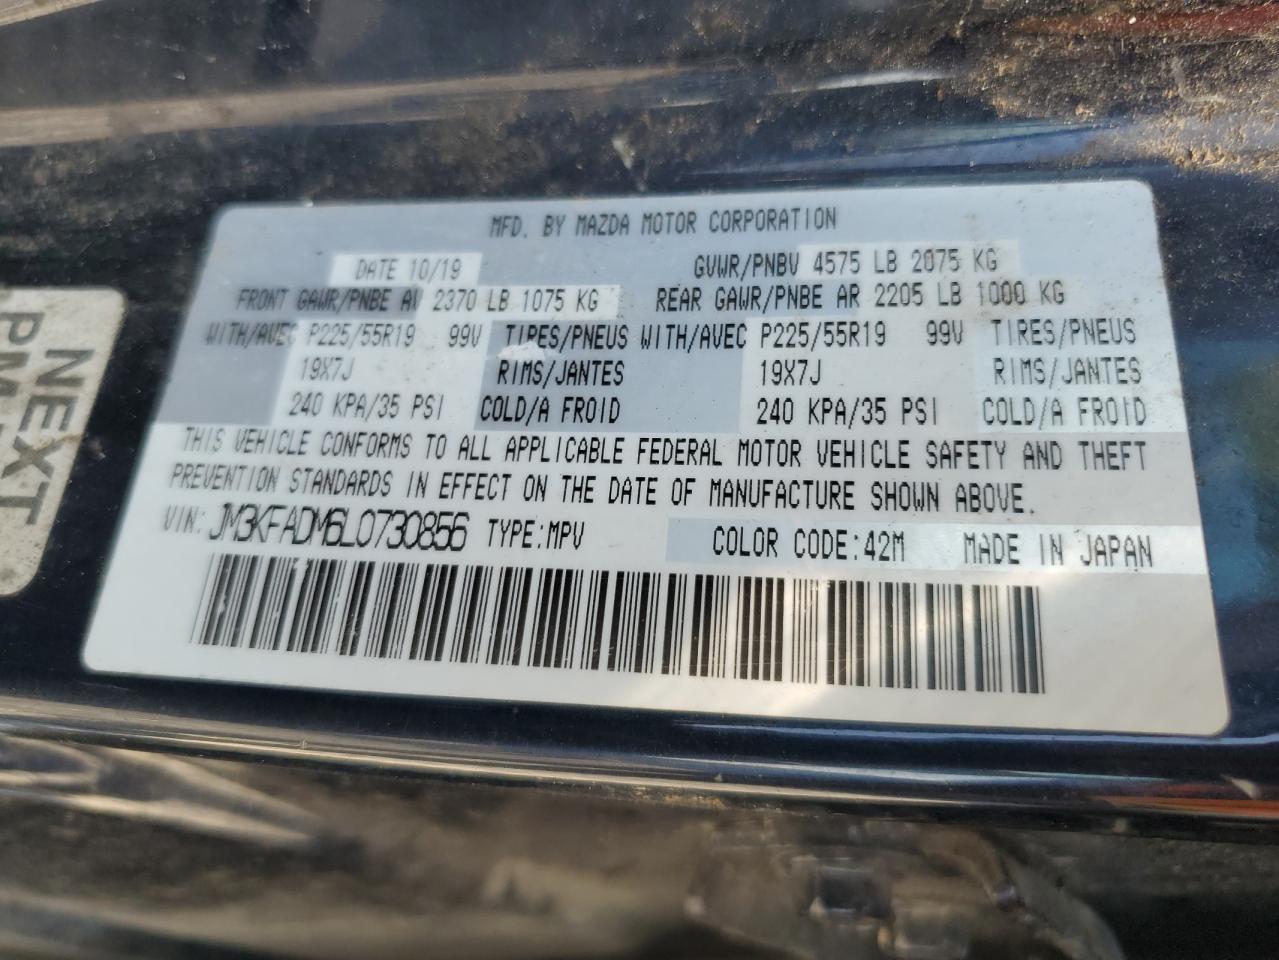 MFD. BY MAZDA MOTOR CORPORATION
DATE 10/19 GVWR/PNBV 4575 LB 2075 KG
FRONT GAWR/PNBE AV 2370 LB 1075 KG REAR GAWR/PNBE AR 2205 LB 1000 KG
WITH/AVEC P225/55R19 99V TIRES/PNEUS WITH/AVEC P225/55R19 99V TIRES/PNEUS
19X7J RIMS/JANTES 19X7J RIMS/JANTES
240 KPA/35 PSI COLD/A FROID 240 KPA/35 PSI COLD/A FROID
THIS VEHICLE CONFORMS TO ALL APPLICABLE FEDERAL MOTOR VEHICLE SAFETY AND THEFT
PREVENTION STANDARDS IN EFFECT ON THE DATE OF MANUFACTURE SHOWN ABOVE.
VIN: JM3KFADM6L0730856 TYPE:MPV COLOR CODE:42M MADE IN JAPAN
NEXT